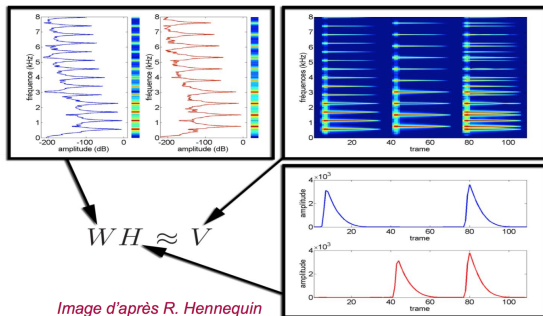 8
7
6
5
4
3
2
1
0
fréquence (kHz)
-200 -100 0
amplitude (dB)
8
7
6
5
4
3
2
1
0
fréquence (kHz)
-200 -100 0
amplitude (dB)
8
7
6
5
4
3
2
1
0
fréquences (kHz)
20 40 60 80 100
trame
W H ≈ V
4 x 10³
2
0
amplitude
20 40 60 80 100
trame
4 x 10³
2
0
amplitude
20 40 60 80 100
trame
Image d'après R. Hennequin